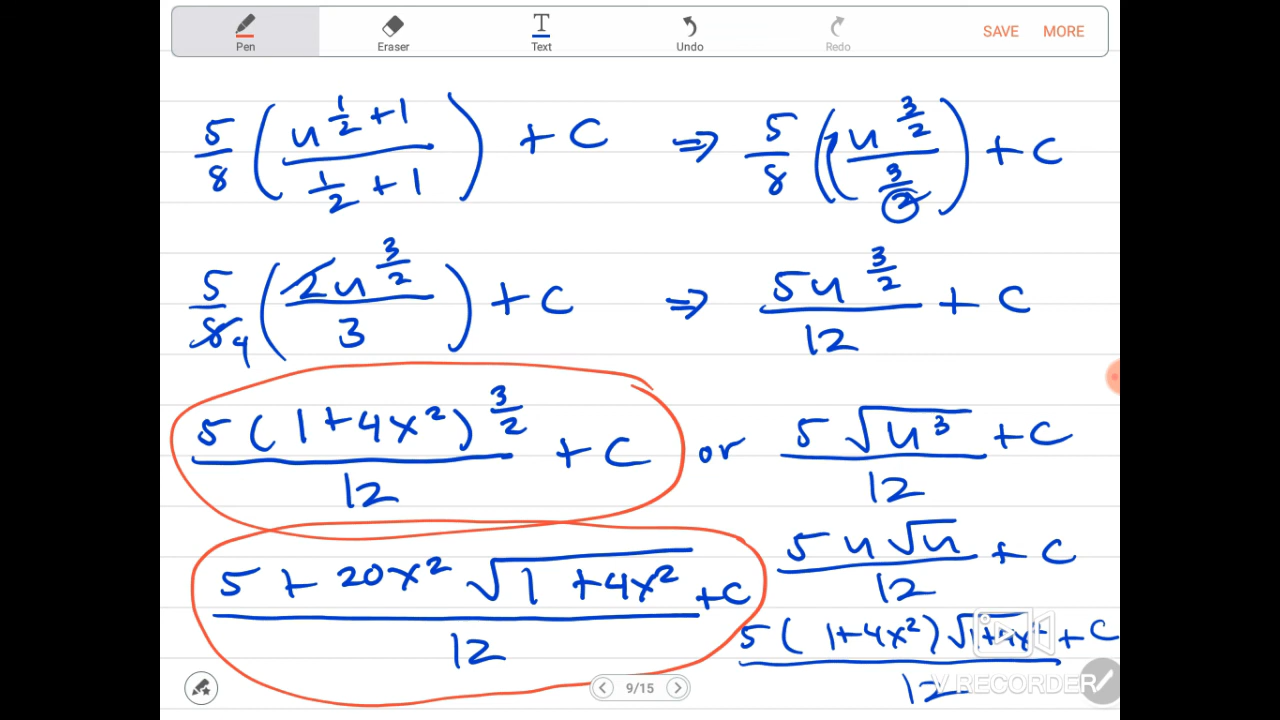 Pen Eraser Text Undo Redo SAVE MORE
5/8 (u^(1/2 + 1) / (1/2 + 1)) + C ⇒ 5/8 (u^(3/2) / (3/2)) + C
5/8 4 (2u^(3/2) / 3) + C ⇒ 5u^(3/2) / 12 + C
5(1+4x²)^(3/2) / 12 + C or 5√u³ / 12 + C
5u√u / 12 + C
5 + 20x² √1+4x² / 12 + C
5(1+4x²)√1+4x² / 12 + C
9/15
V RECORDER